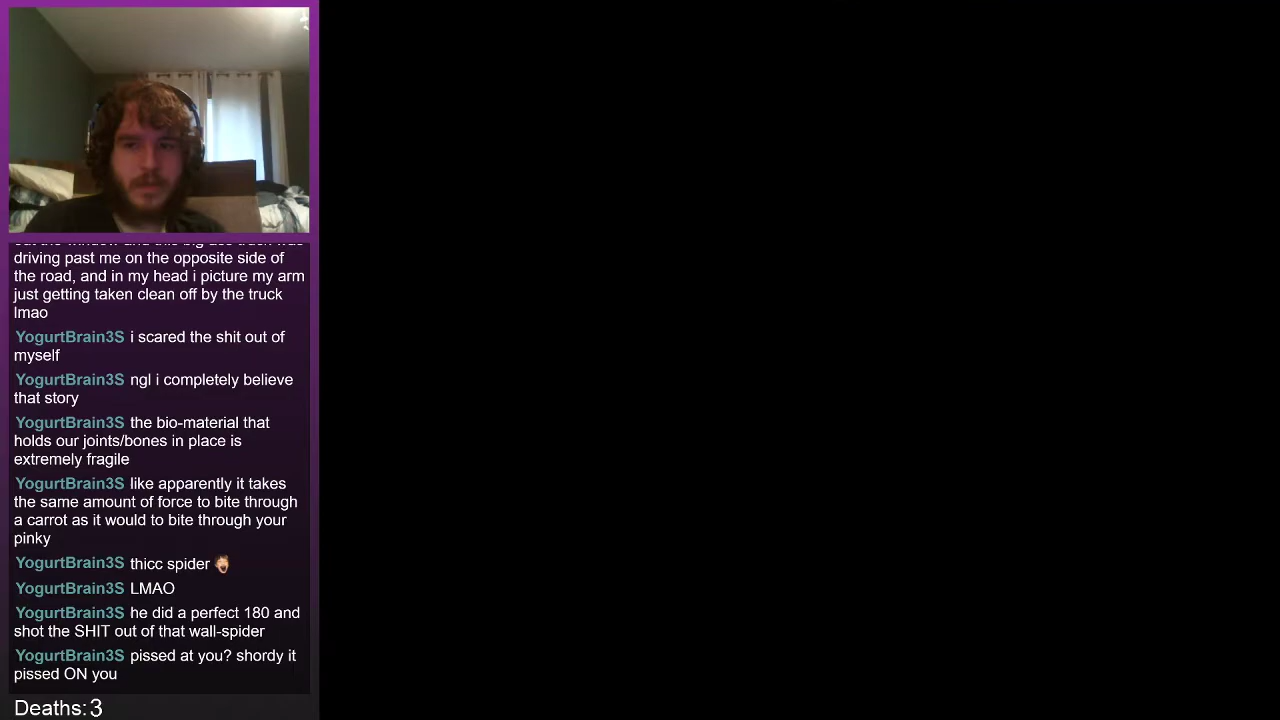 driving past me on the opposite side of
the road, and in my head i picture my arm
just getting taken clean off by the truck
lmao
YogurtBrain3S i scared the shit out of
myself
YogurtBrain3S ngl i completely believe
that story
YogurtBrain3S the bio-material that
holds our joints/bones in place is
extremely fragile
YogurtBrain3S like apparently it takes
the same amount of force to bite through
a carrot as it would to bite through your
pinky
YogurtBrain3S thicc spider
YogurtBrain3S LMAO
YogurtBrain3S he did a perfect 180 and
shot the SHIT out of that wall-spider
YogurtBrain3S pissed at you? shordy it
pissed ON you
Deaths:3